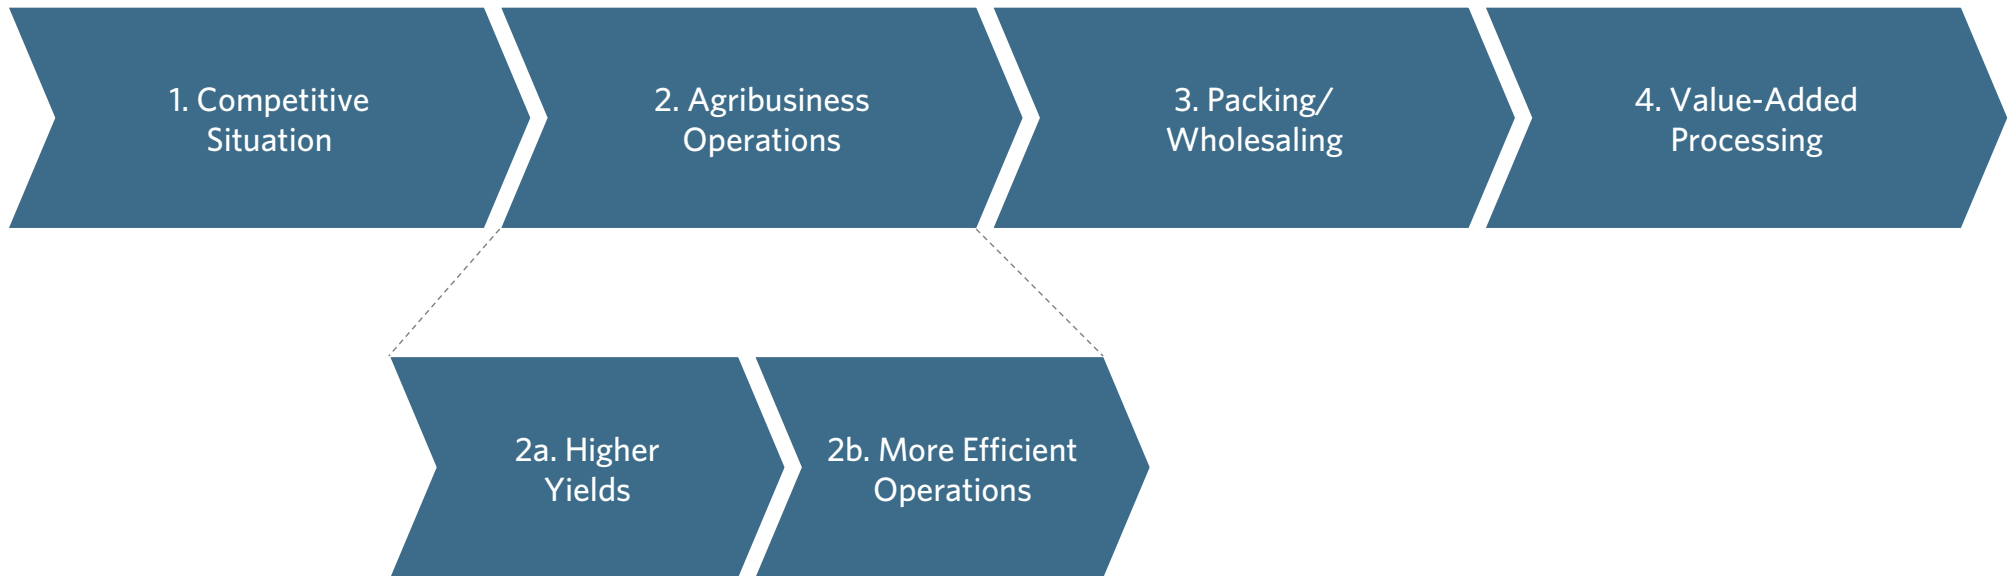 1. Competitive
Situation
2. Agribusiness
Operations
3. Packing/
Wholesaling
4. Value-Added
Processing
2a. Higher
Yields
2b. More Efficient
Operations